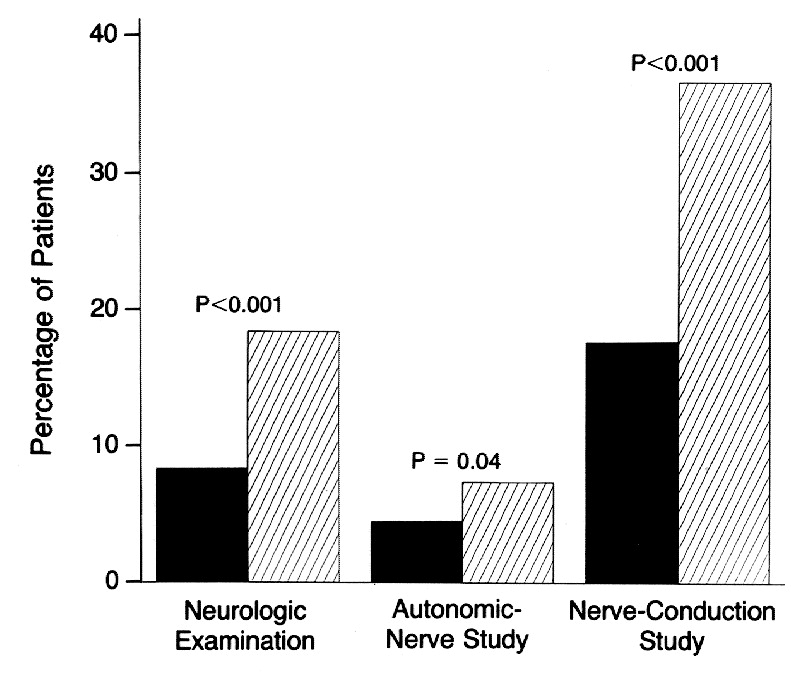 40
30
20
10
0
Percentage of Patients
P<0.001
P = 0.04
P<0.001
Neurologic
Examination
Autonomic-
Nerve Study
Nerve-Conduction
Study